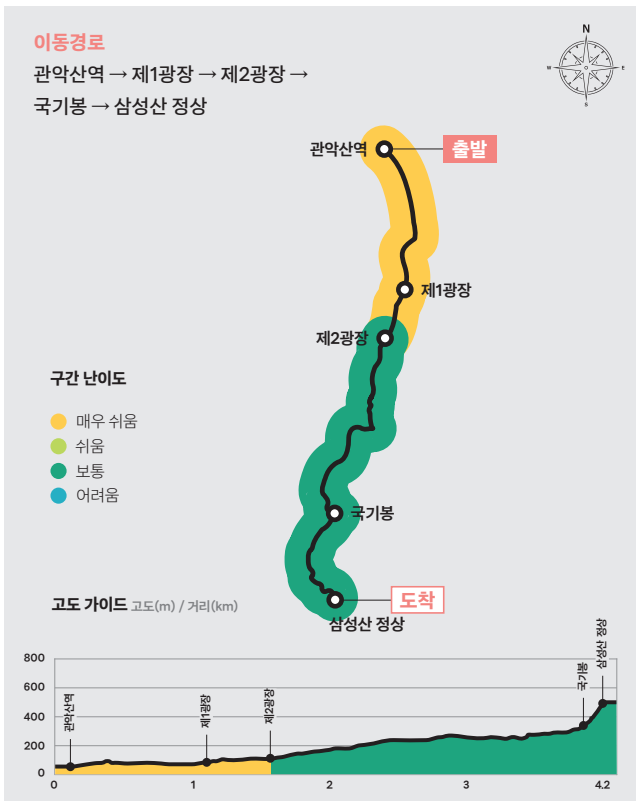 이동경로
관악산역 → 제1광장 → 제2광장 →
국기봉 → 삼성산 정상
N
W
E
S
관악산역
출발
제1광장
제2광장
구간 난이도
매우 쉬움
쉬움
보통
어려움
국기봉
고도 가이드 고도(m) / 거리(km)
도착
삼성산 정상
800
600
400
200
0
관악산역
제1광장
제2광장
국기봉
삼성산 정상
0
1
2
3
4.2